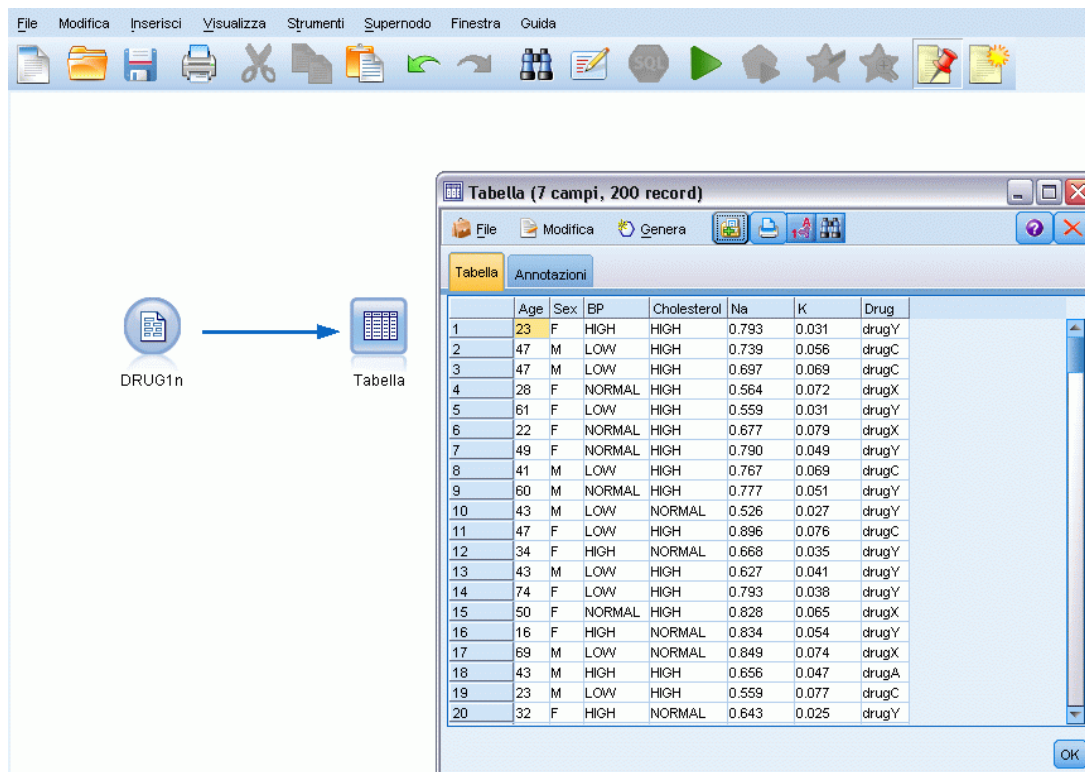 File Modifica Inserisci Visualizza Strumenti Supernodo Finestra Guida
SQL
DRUG1n
Tabella
Tabella (7 campi, 200 record)
File Modifica Genera
Tabella Annotazioni
Age Sex BP Cholesterol Na K Drug
1 23 F HIGH HIGH 0.793 0.031 drugY
2 47 M LOW HIGH 0.739 0.056 drugC
3 47 M LOW HIGH 0.697 0.069 drugC
4 28 F NORMAL HIGH 0.564 0.072 drugX
5 61 F LOW HIGH 0.559 0.031 drugY
6 22 F NORMAL HIGH 0.677 0.079 drugX
7 49 F NORMAL HIGH 0.790 0.049 drugY
8 41 M LOW HIGH 0.767 0.069 drugC
9 60 M NORMAL HIGH 0.777 0.051 drugY
10 43 M LOW NORMAL 0.526 0.027 drugY
11 47 F LOW HIGH 0.896 0.076 drugC
12 34 F HIGH NORMAL 0.668 0.035 drugY
13 43 M LOW HIGH 0.627 0.041 drugY
14 74 F LOW HIGH 0.793 0.038 drugY
15 50 F NORMAL HIGH 0.828 0.065 drugX
16 16 F HIGH NORMAL 0.834 0.054 drugY
17 69 M LOW NORMAL 0.849 0.074 drugX
18 43 M HIGH HIGH 0.656 0.047 drugA
19 23 M LOW HIGH 0.559 0.077 drugC
20 32 F HIGH NORMAL 0.643 0.025 drugY
OK